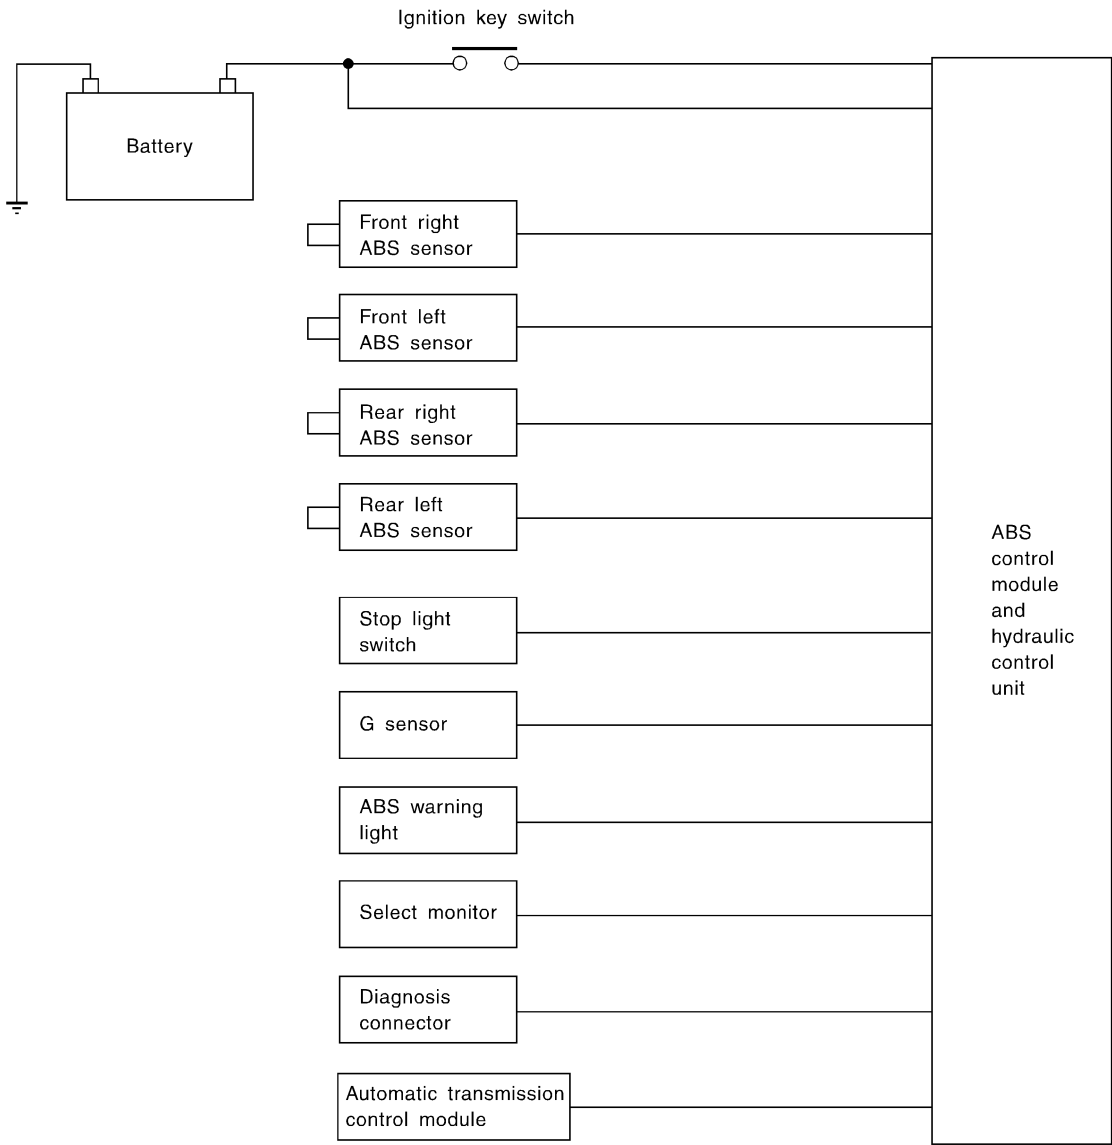 Ignition key switch
Battery
Front right
ABS sensor
Front left
ABS sensor
Rear right
ABS sensor
Rear left
ABS sensor
Stop light
switch
G sensor
ABS warning
light
Select monitor
Diagnosis
connector
Automatic transmission
control module
ABS
control
module
and
hydraulic
control
unit